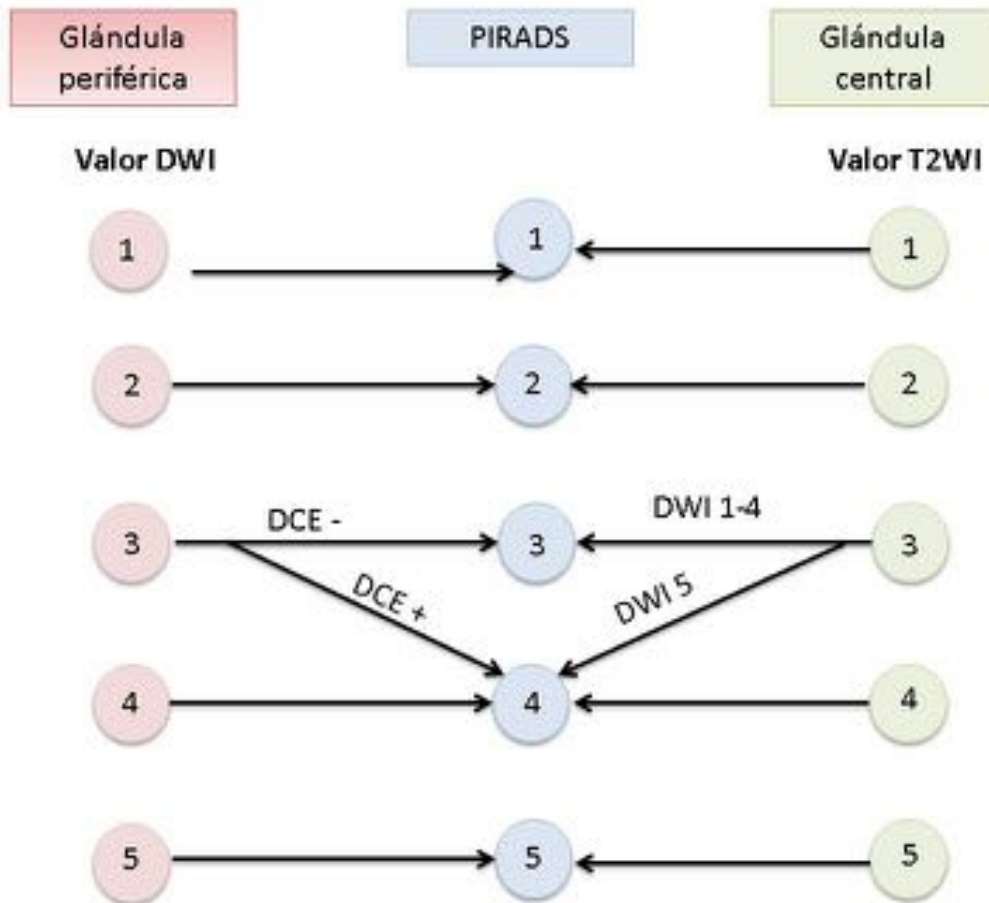 Glándula
periférica
PIRADS
Glándula
central
Valor DWI
Valor T2WI
1
1
1
2
2
2
DCE -
DWI 1-4
3
3
3
DCE +
DWI 5
4
4
4
5
5
5